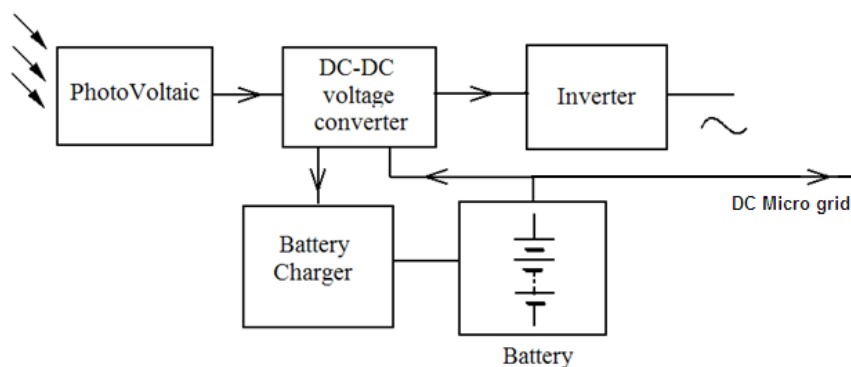 PhotoVoltaic
DC-DC
voltage
converter
Inverter
DC Micro grid
Battery
Charger
Battery